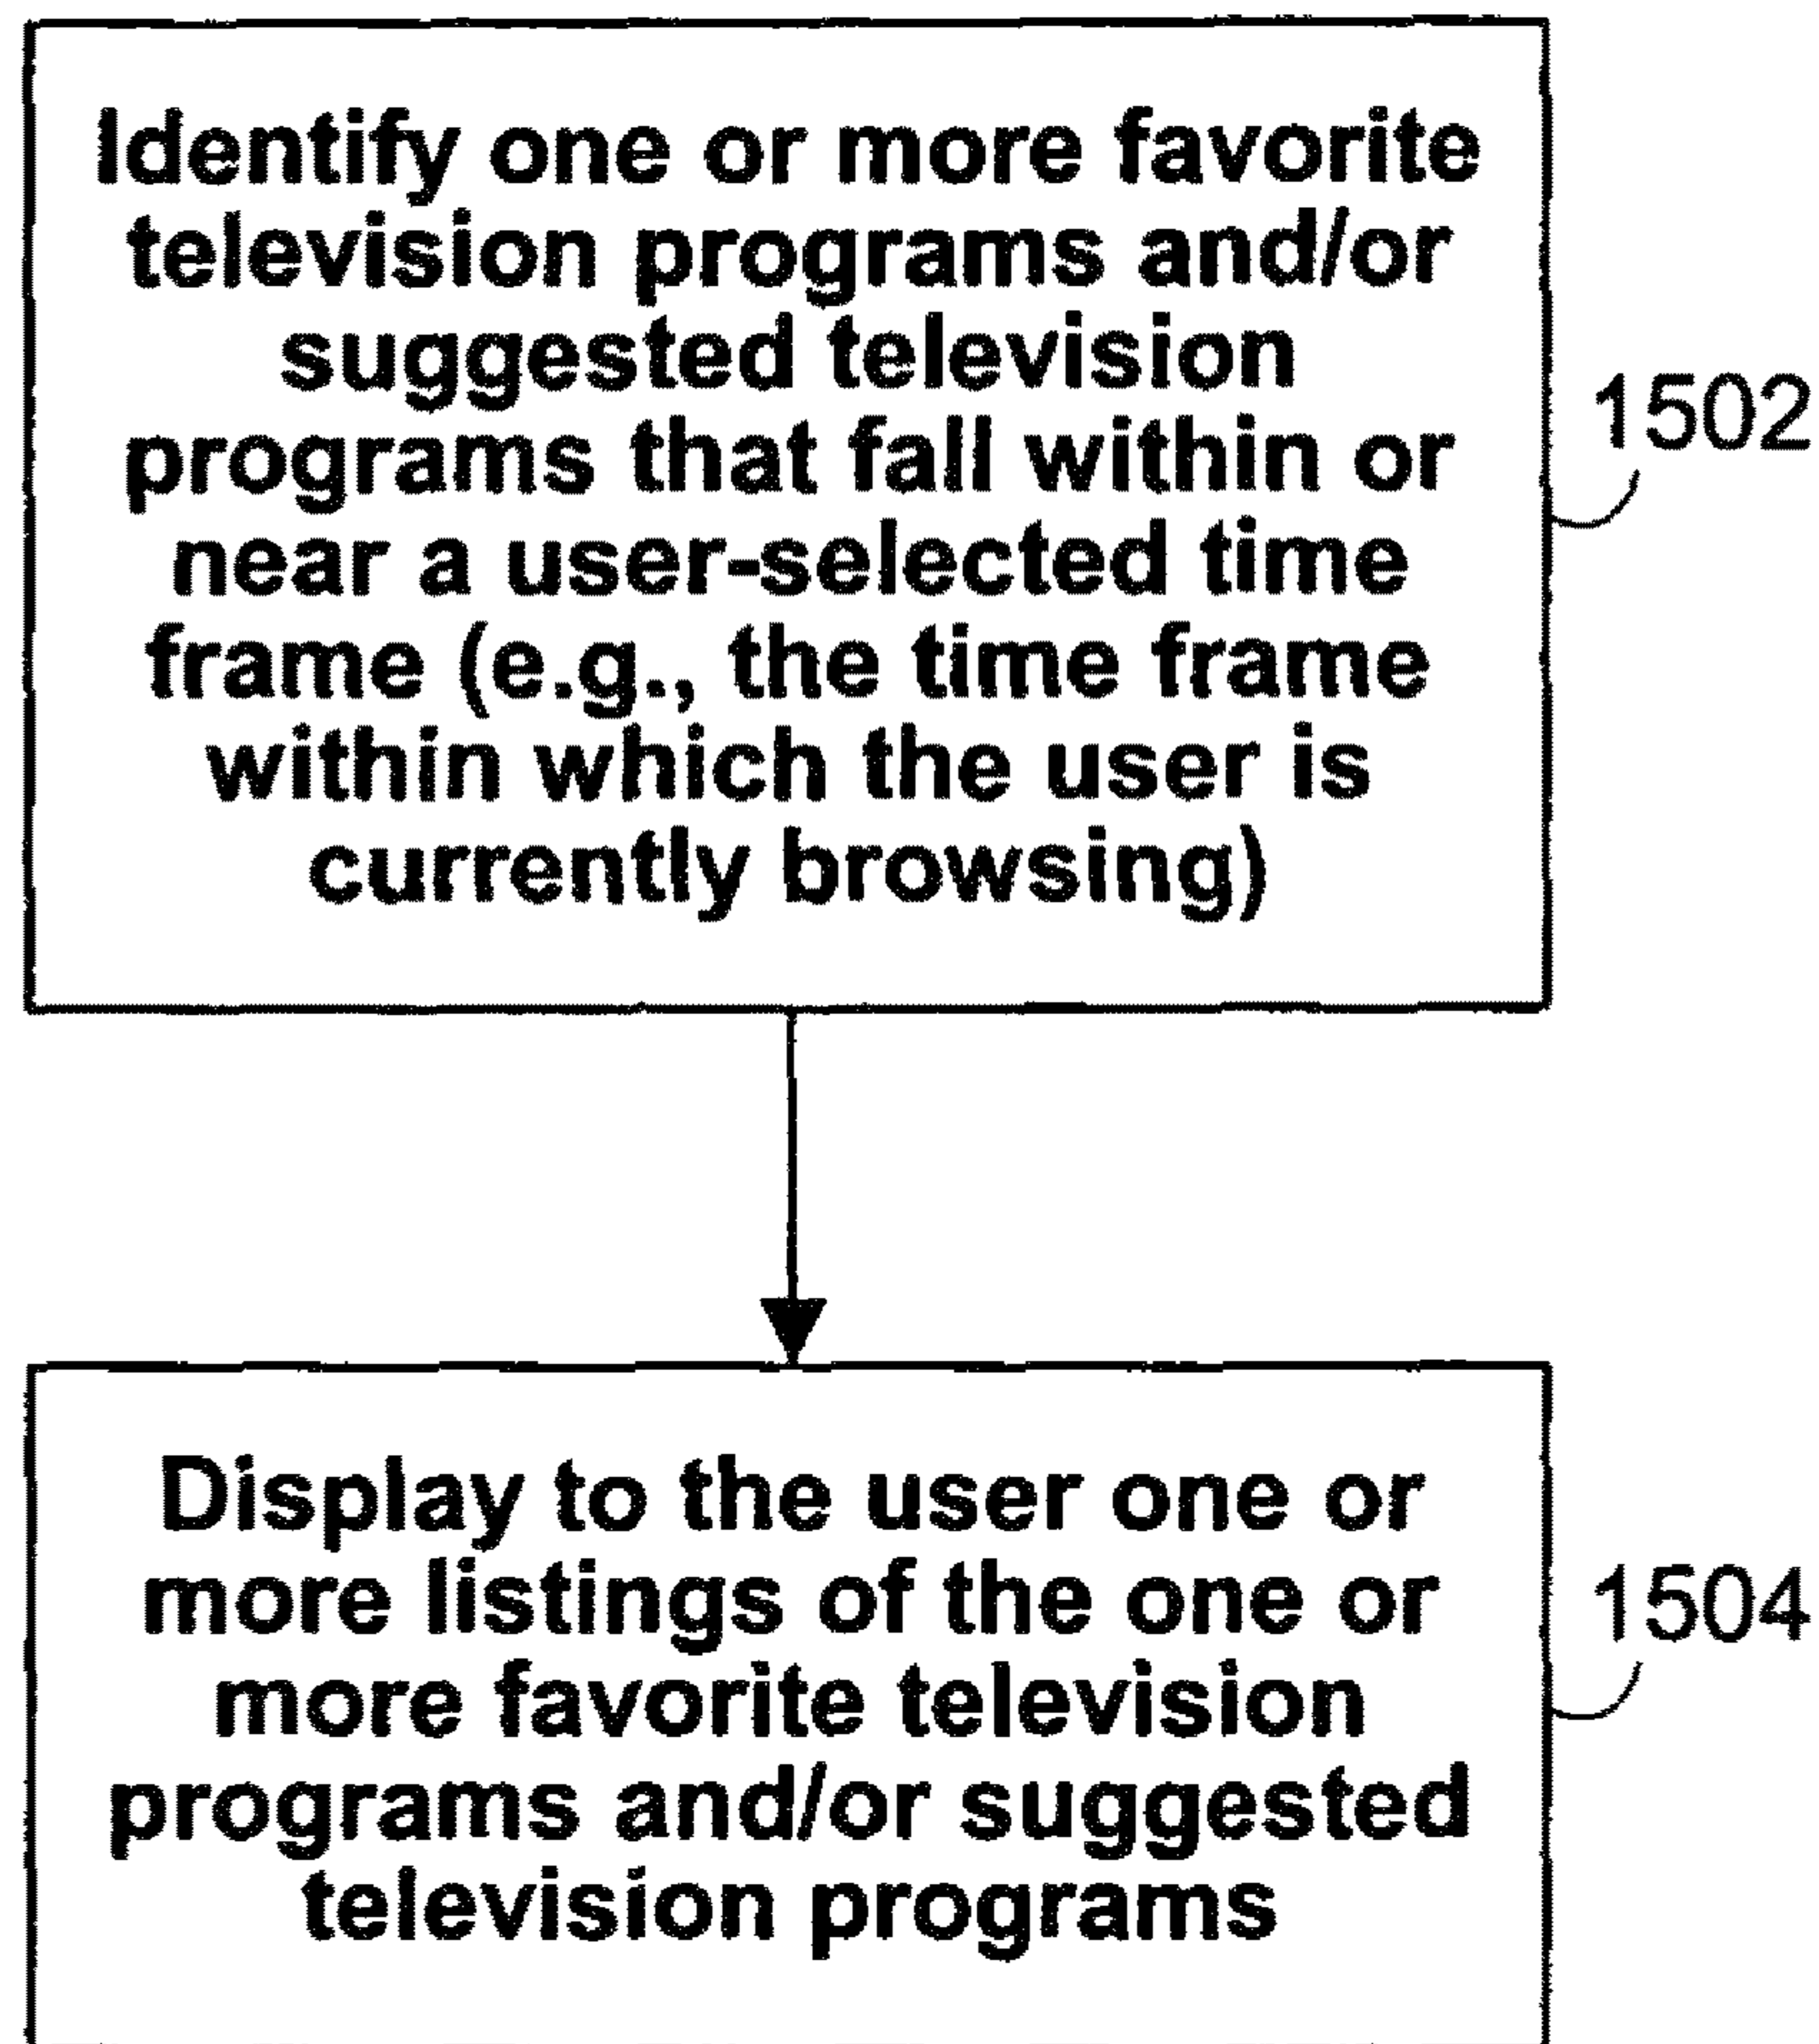 Identify one or more favorite
television programs and/or
suggested television
programs that fall within or
near a user-selected time
frame (e.g., the time frame
within which the user is
currently browsing)
1502
Display to the user one or
more listings of the one or
more favorite television
programs and/or suggested
television programs
1504